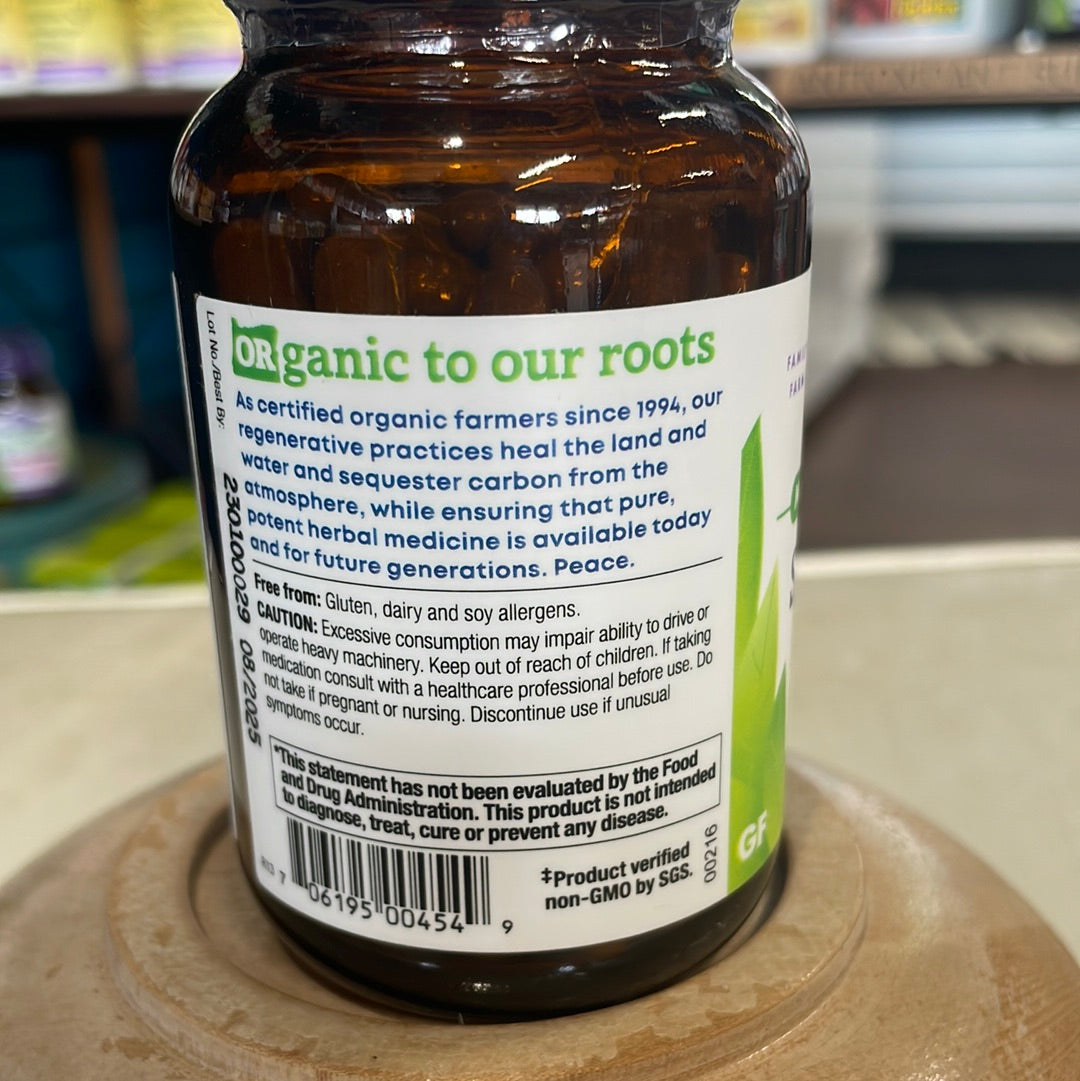 ORganic to our roots
As certified organic farmers since 1994, our
regenerative practices heal the land and
water and sequester carbon from the
atmosphere, while ensuring that pure,
potent herbal medicine is available today
and for future generations. Peace.
Free from: Gluten, dairy and soy allergens.
CAUTION: Excessive consumption may impair ability to drive or
operate heavy machinery. Keep out of reach of children. If taking
medication consult with a healthcare professional before use. Do
not take if pregnant or nursing. Discontinue use if unusual
symptoms occur.
*This statement has not been evaluated by the Food
and Drug Administration. This product is not intended
to diagnose, treat, cure or prevent any disease.
7 06195 00454 9
‡Product verified
non-GMO by SGS.
00216
GF
Lot No./Best By:
230100029 08/2025